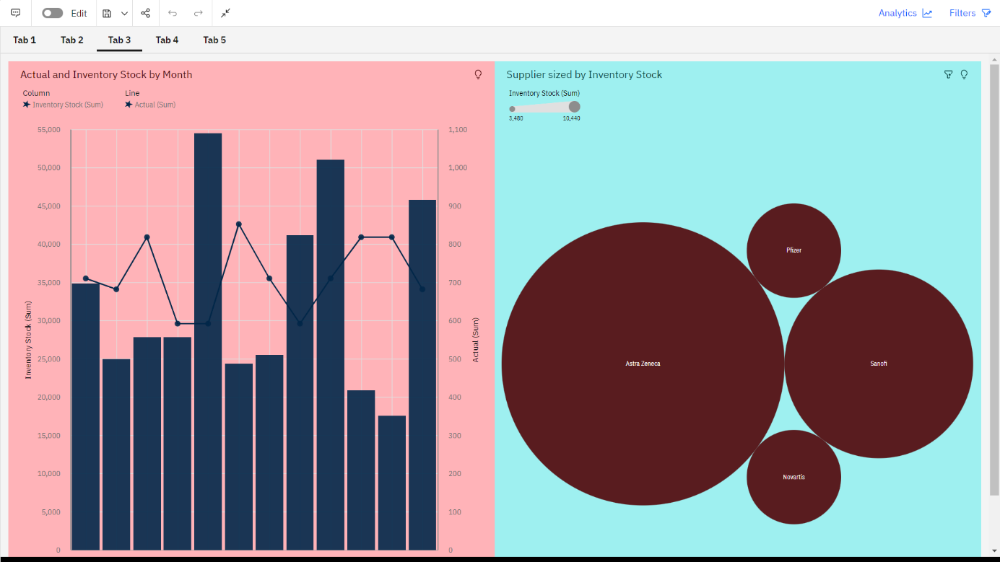 Edit
Analytics
Filters
Tab 1
Tab 2
Tab 3
Tab 4
Tab 5
Actual and Inventory Stock by Month
Column
Line
Inventory Stock (Sum)
Actual (Sum)
55,000
50,000
45,000
40,000
35,000
30,000
25,000
20,000
15,000
10,000
5,000
0
Inventory Stock (Sum)
1,100
1,000
900
800
700
600
500
400
300
200
100
0
Actual (Sum)
Supplier sized by Inventory Stock
Inventory Stock (Sum)
3,480
10,440
Pfizer
Astra Zeneca
Sanofi
Novartis